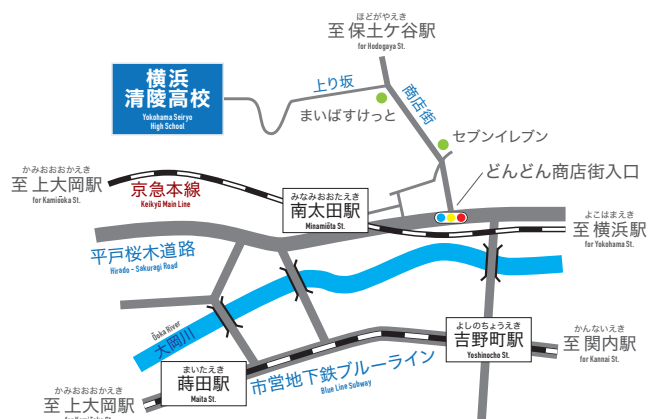 ほどがやえき
至 保土ケ谷駅
for Hodogaya St.
横浜
清陵高校
Yokohama Seiryo
High School
上り坂
まいばすけっと
商店街
セブンイレブン
どんどん商店街入口
かみおおおかえき
至 上大岡駅
for Kamiōoka St.
京急本線
Keikyū Main Line
みなみおおたえき
南太田駅
Minamiōta St.
よこはまえき
至 横浜駅
for Yokohama St.
平戸桜木道路
Hirado - Sakuragi Road
Ōoka River
大岡川
よしのちょうえき
吉野町駅
Yoshinocho St.
かんないえき
至 関内駅
for Kannai St.
まいたえき
蒔田駅
Maita St.
市営地下鉄ブルーライン
Blue Line Subway
かみおおおかえき
至 上大岡駅